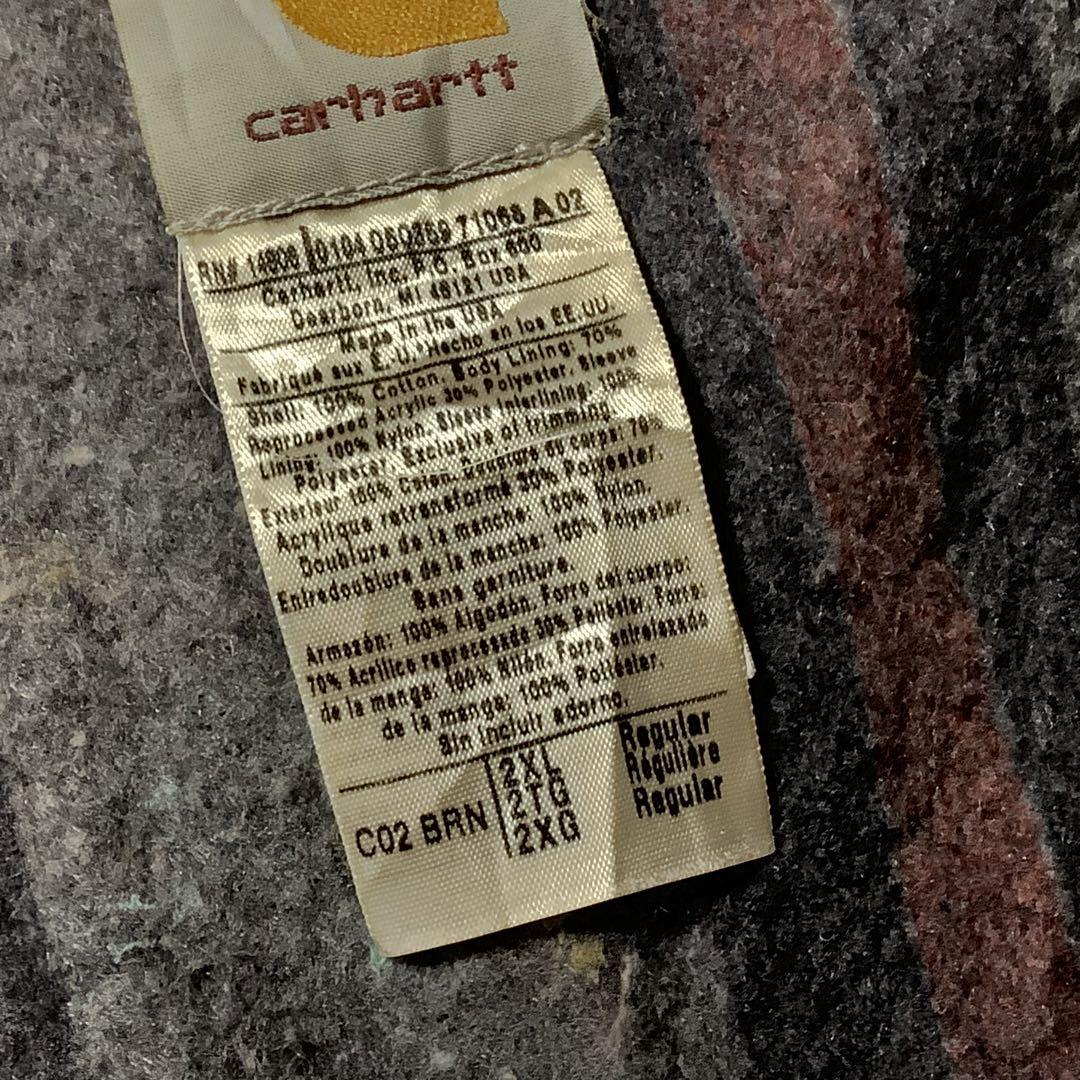 carhartt
RN# 14806 0104 050869 71068 A 02
Carhartt, Inc. P.O. Box 600
Dearborn, MI 48121 USA
Made in the USA
Fabriqué aux E.U./Hecho en los EE.UU.
Shell: 100% Cotton. Body Lining: 70%
Reprocessed Acrylic 30% Polyester. Sleeve
Lining: 100% Nylon. Sleeve Interlining: 100%
Polyester. Exclusive of trimming.
Extérieur 100% Coton. Doublure du corps: 70%
Acrylique retransformé 30% Polyester.
Doublure de la manche: 100% Nylon.
Entredoublure de la manche: 100% Polyester.
Sans garniture.
Armazón: 100% Algodón. Forro del cuerpo:
70% Acrílico reprocesado 30% Poliéster. Forro
de la manga: 100% Nilón. Forro entrelazado
de la manga: 100% Poliéster.
Sin incluir adorno.
C02 BRN
2XL Regular
2TG Régulière
2XG Regular